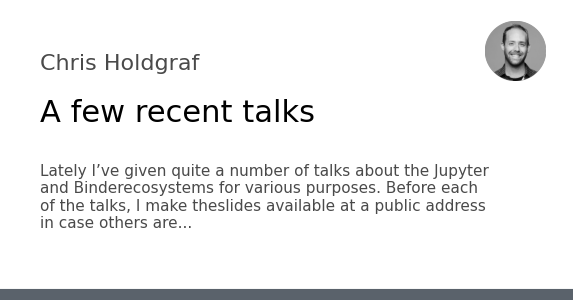 Chris Holdgraf
A few recent talks
Lately I’ve given quite a number of talks about the Jupyter
and Binderecosystems for various purposes. Before each
of the talks, I make theslides available at a public address
in case others are...